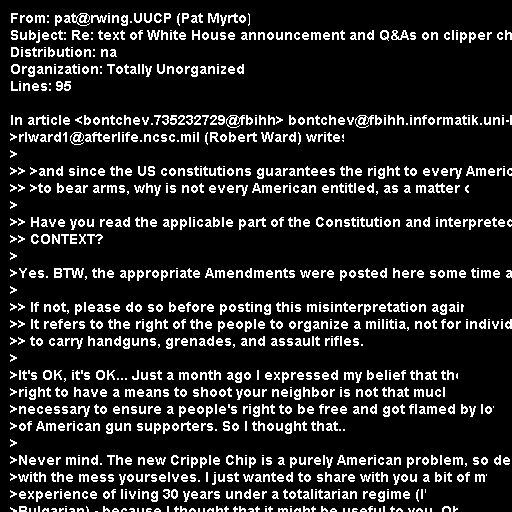 From: pat@rwing.UUCP (Pat Myrto)
Subject: Re: text of White House announcement and Q&As on clipper
Distribution: na
Organization: Totally Unorganized
Lines: 95
In article <bontchev.735232729@fbihh> bontchev@fbihh.informatik.uni-
>rlward1@afterlife.ncsc.mil (Robert Ward) writes
>
>> >and since the US constitutions guarantees the right to every
>> >to bear arms, why is not every American entitled, as a matter
>
>> Have you read the applicable part of the Constitution and interpreted
>> CONTEXT?
>
>Yes. BTW, the appropriate Amendments were posted here some time
>
>> If not, please do so before posting this misinterpretation again
>> It refers to the right of the people to organize a militia, not for
>> to carry handguns, grenades, and assault rifles.
>
>It's OK, it's OK... Just a month ago I expressed my belief that
>right to have a means to shoot your neighbor is not that
>necessary to ensure a people's right to be free and got flamed by
>of American gun supporters. So I thought that..
>
>Never mind. The new Cripple Chip is a purely American problem, so
>with the mess yourselves. I just wanted to share with you a bit of
>experience of living 30 years under a totalitarian regime
>Bulgarian) - because I thought that it might be useful to you.